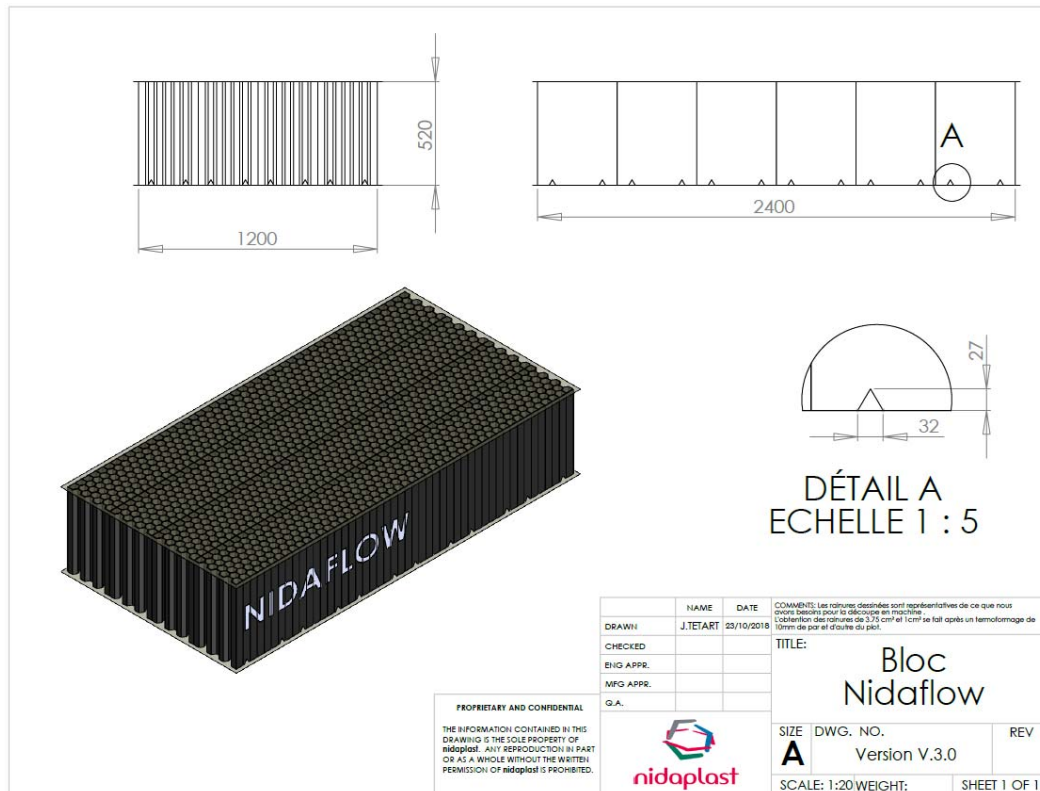 520
1200
A
2400
NIDAFLOW
27
32
DÉTAIL A
ECHELLE 1 : 5
NAME
DATE
DRAWN
J.TETART
23/10/2018
CHECKED
ENG APPR.
MFG APPR.
Q.A.
COMMENTS: Les rainures dessinées sont représentatives de ce que nous
avons besoins pour la découpe en machine .
L'obtention des rainures de 3.75 cm² et 1cm² se fait après un termoformage de
10mm de par et d'autre du plot.
TITLE:
Bloc
Nidaflow
PROPRIETARY AND CONFIDENTIAL
THE INFORMATION CONTAINED IN THIS
DRAWING IS THE SOLE PROPERTY OF
nidaplast. ANY REPRODUCTION IN PART
OR AS A WHOLE WITHOUT THE WRITTEN
PERMISSION OF nidaplast IS PROHIBITED.
nidaplast
SIZE
A
DWG. NO.
Version V.3.0
REV
SCALE: 1:20
WEIGHT:
SHEET 1 OF 1